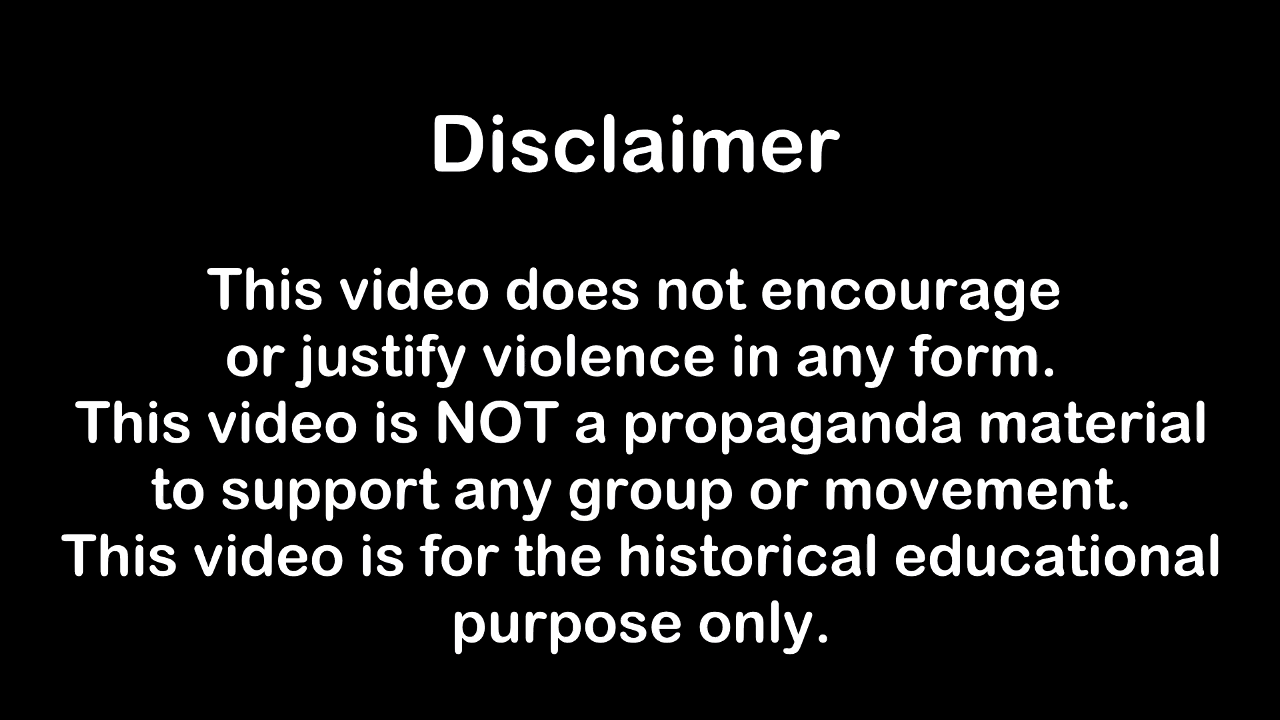 Disclaimer
This video does not encourage
or justify violence in any form.
This video is NOT a propaganda material
to support any group or movement.
This video is for the historical educational
purpose only.